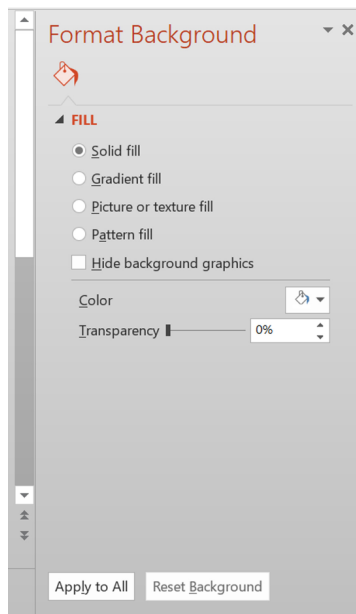 Format Background
FILL
Solid fill
Gradient fill
Picture or texture fill
Pattern fill
Hide background graphics
Color
Transparency 0%
Apply to All Reset Background